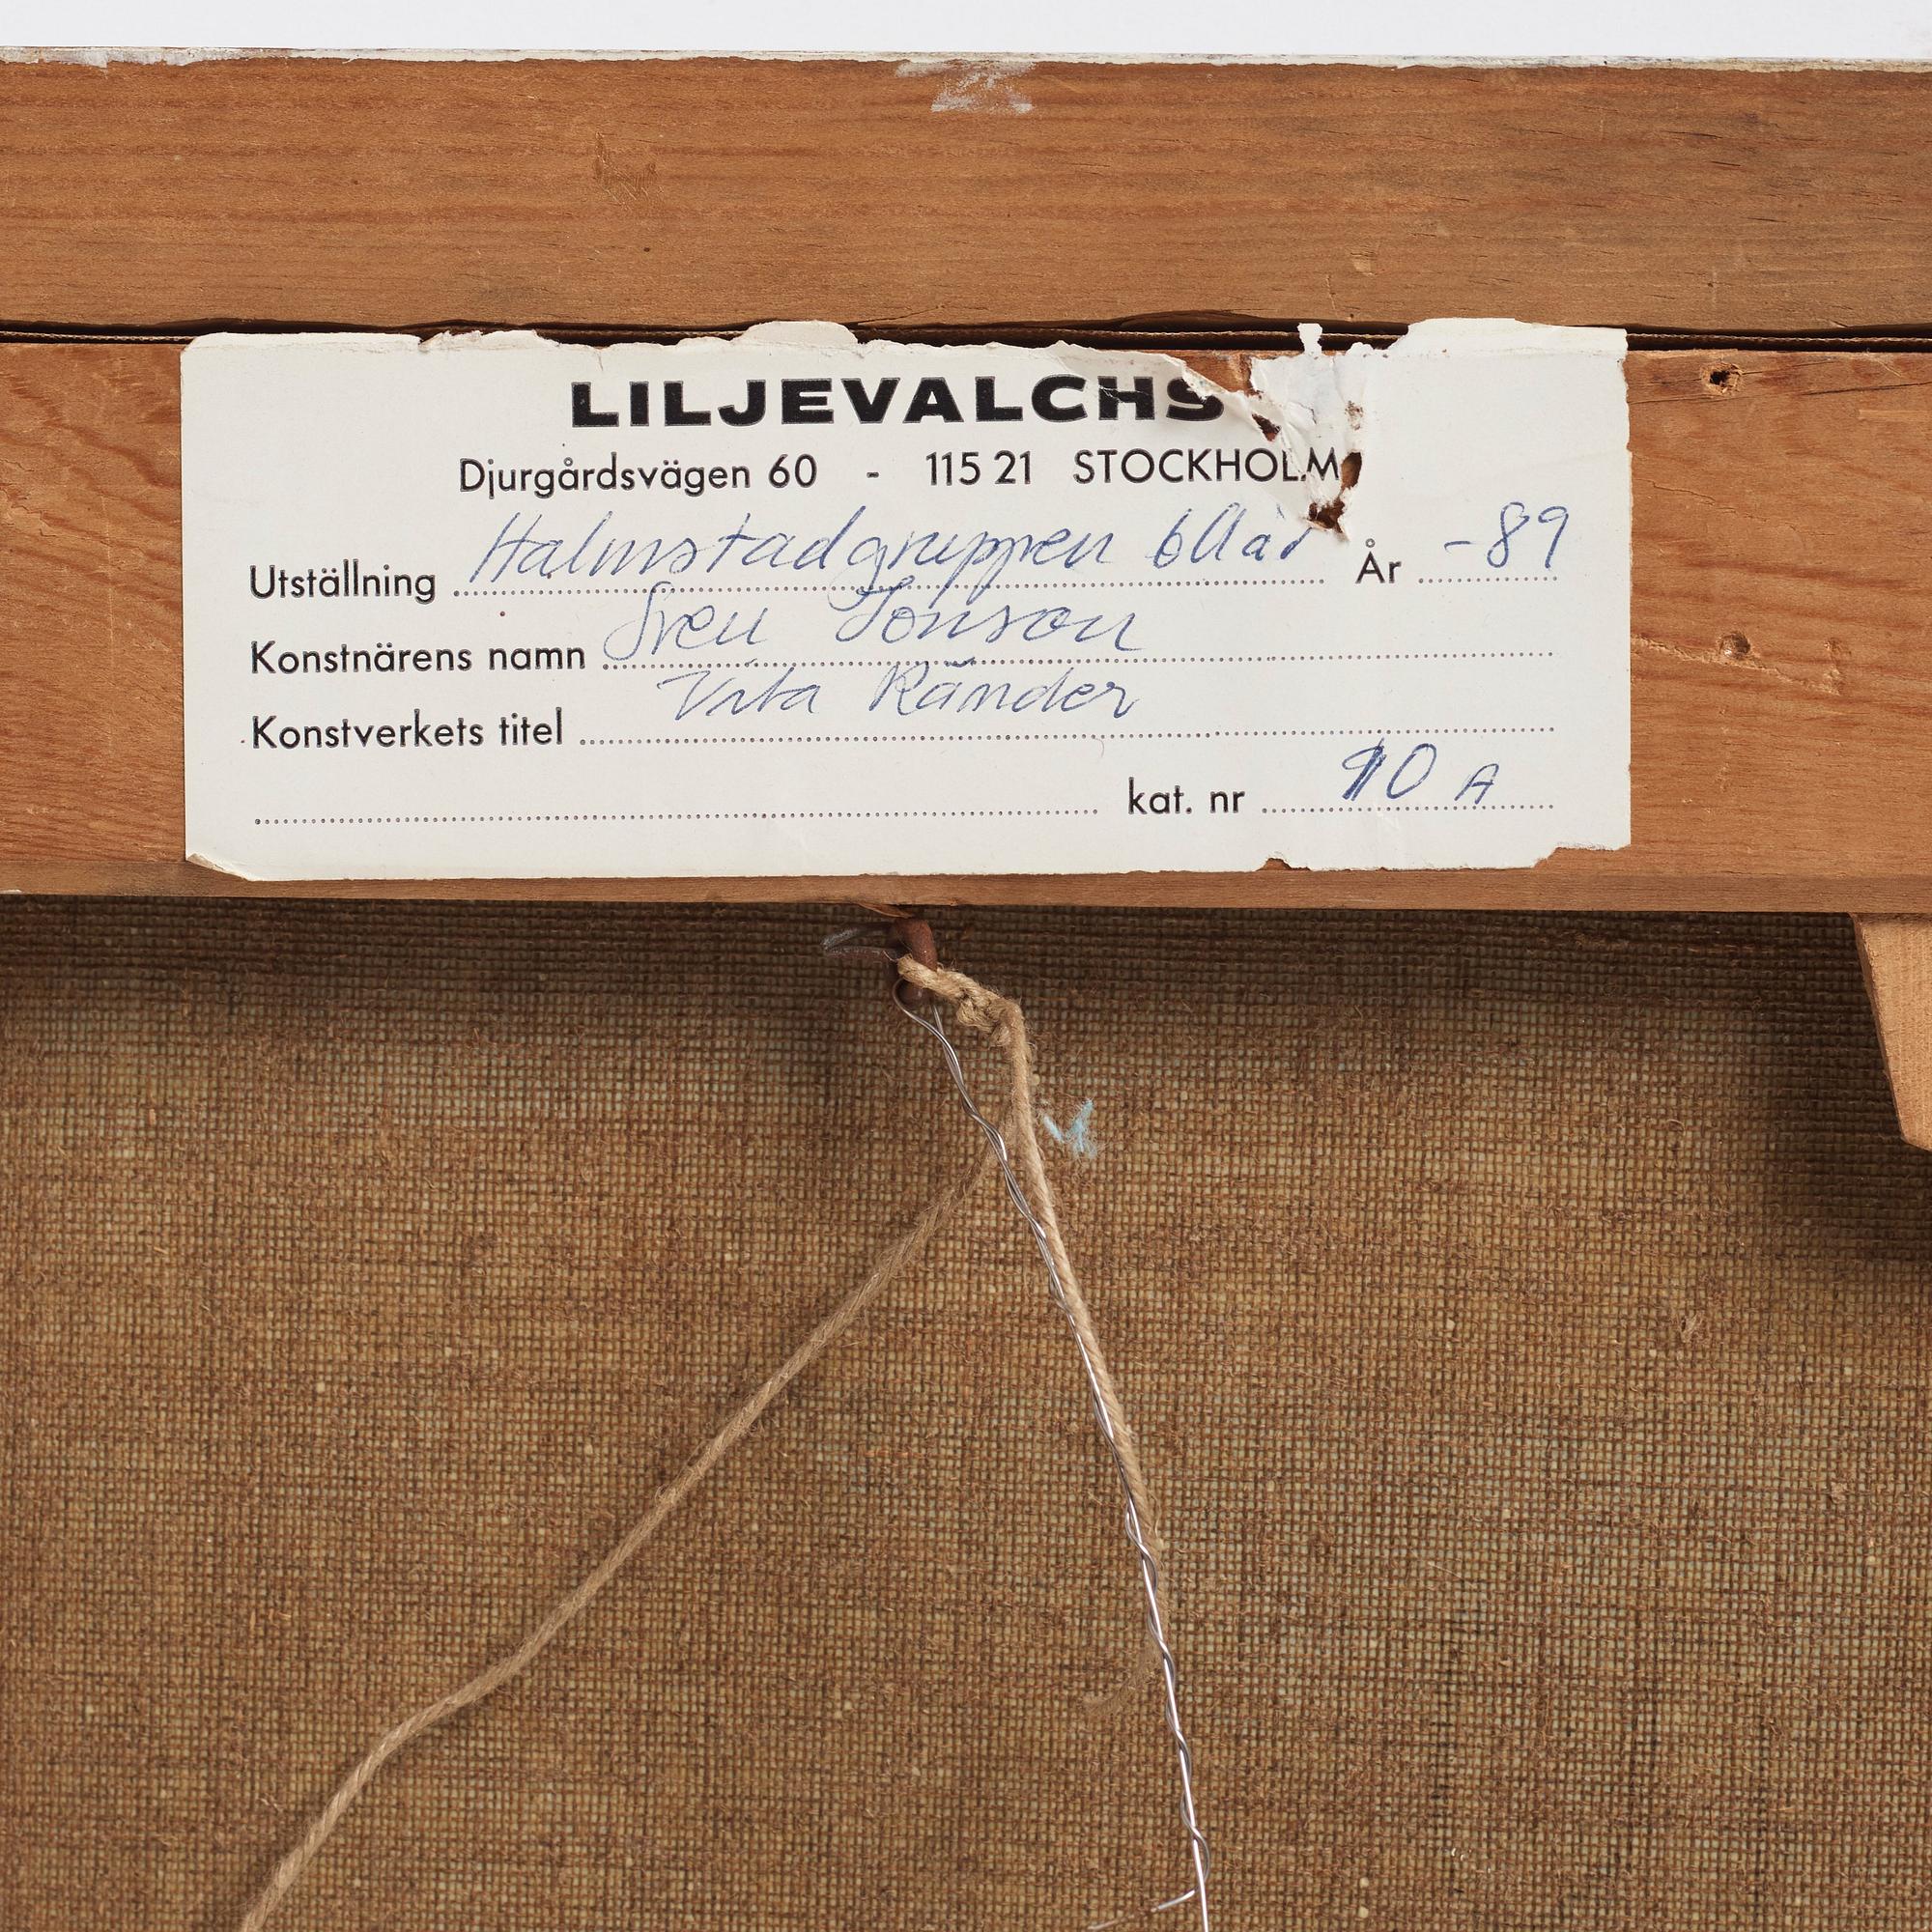 LILJEVALCHS
Djurgårdsvägen 60 - 115 21 STOCKHOLM
Utställning Halmstadgruppen 60 år År -89
Konstnärens namn Sven Jonson
Konstverkets titel Vita Ränder
kat. nr 10 A